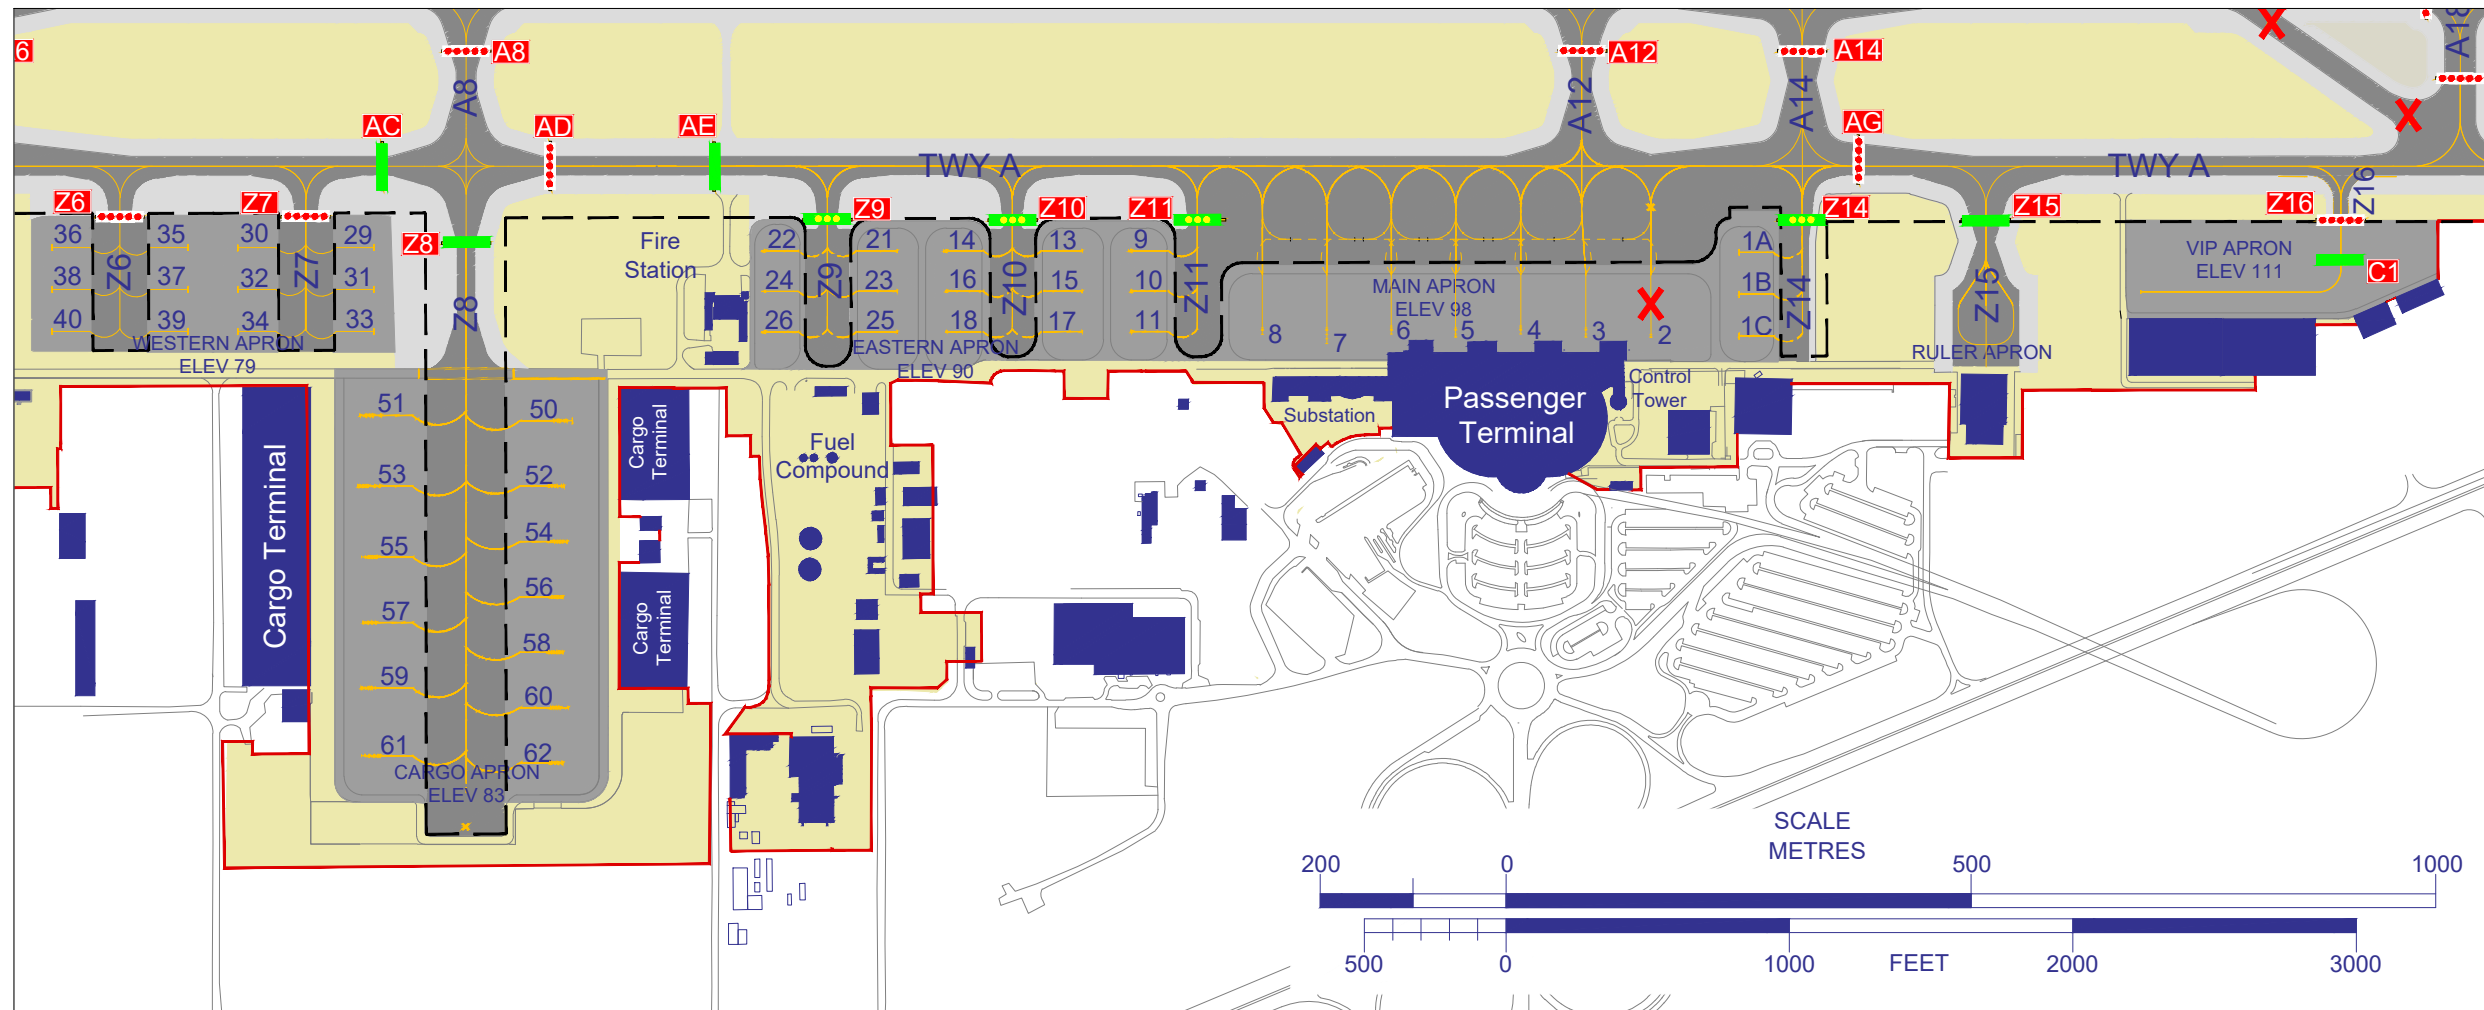 6
A8
A12
A14
A18
A8
A12
A14
AC
AD
AE
AG
TWY A
TWY A
Z6
Z7
Z8
Z9
Z10
Z11
Z14
Z15
Z16
Z16
C1
36
35
30
29
38
37
32
31
40
39
34
33
Z6
Z7
Z8
WESTERN APRON
ELEV 79
Fire
Station
22
21
14
13
9
24
23
16
15
10
26
25
18
17
11
Z9
Z10
Z11
EASTERN APRON
ELEV 90
MAIN APRON
ELEV 98
8
7
6
5
4
3
2
1A
1B
1C
Z14
Z15
RULER APRON
VIP APRON
ELEV 111
51
50
53
52
55
54
57
56
59
58
61
60
62
CARGO APRON
ELEV 83
Cargo Terminal
Cargo
Terminal
Cargo
Terminal
Fuel
Compound
Substation
Passenger
Terminal
Control
Tower
SCALE
METRES
200
0
500
1000
500
0
1000
FEET
2000
3000